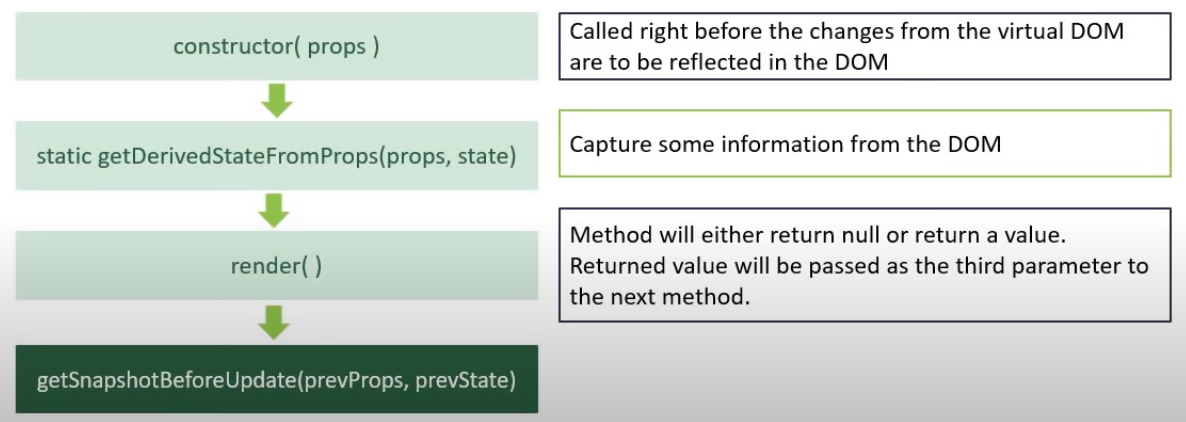 constructor( props )
static getDerivedStateFromProps(props, state)
render( )
getSnapshotBeforeUpdate(prevProps, prevState)
Called right before the changes from the virtual DOM
are to be reflected in the DOM
Capture some information from the DOM
Method will either return null or return a value.
Returned value will be passed as the third parameter to
the next method.